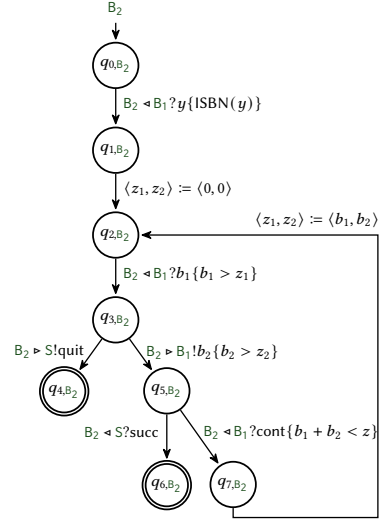 B₂
q₀,B₂
B₂ ◃ B₁?y{ISBN(y)}
q₁,B₂
⟨z₁, z₂⟩ ≔ ⟨0, 0⟩
⟨z₁, z₂⟩ ≔ ⟨b₁, b₂⟩
q₂,B₂
B₂ ◃ B₁?b₁{b₁ > z₁}
q₃,B₂
B₂ ▹ S!quit
B₂ ▹ B₁!b₂{b₂ > z₂}
q₄,B₂
q₅,B₂
B₂ ◃ S?succ
B₂ ◃ B₁?cont{b₁ + b₂ < z}
q₆,B₂
q₇,B₂